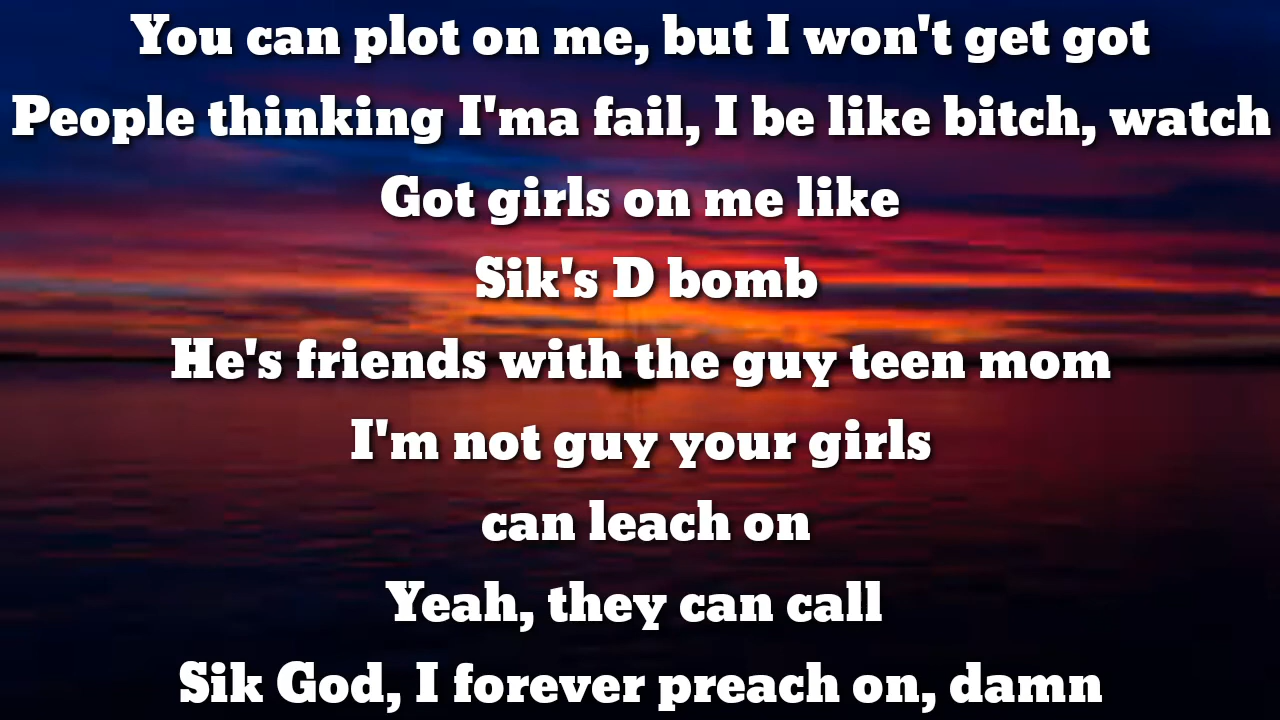 You can plot on me, but I won't get got
People thinking I'ma fail, I be like bitch, watch
Got girls on me like
Sik's D bomb
He's friends with the guy teen mom
I'm not guy your girls
can leach on
Yeah, they can call
Sik God, I forever preach on, damn